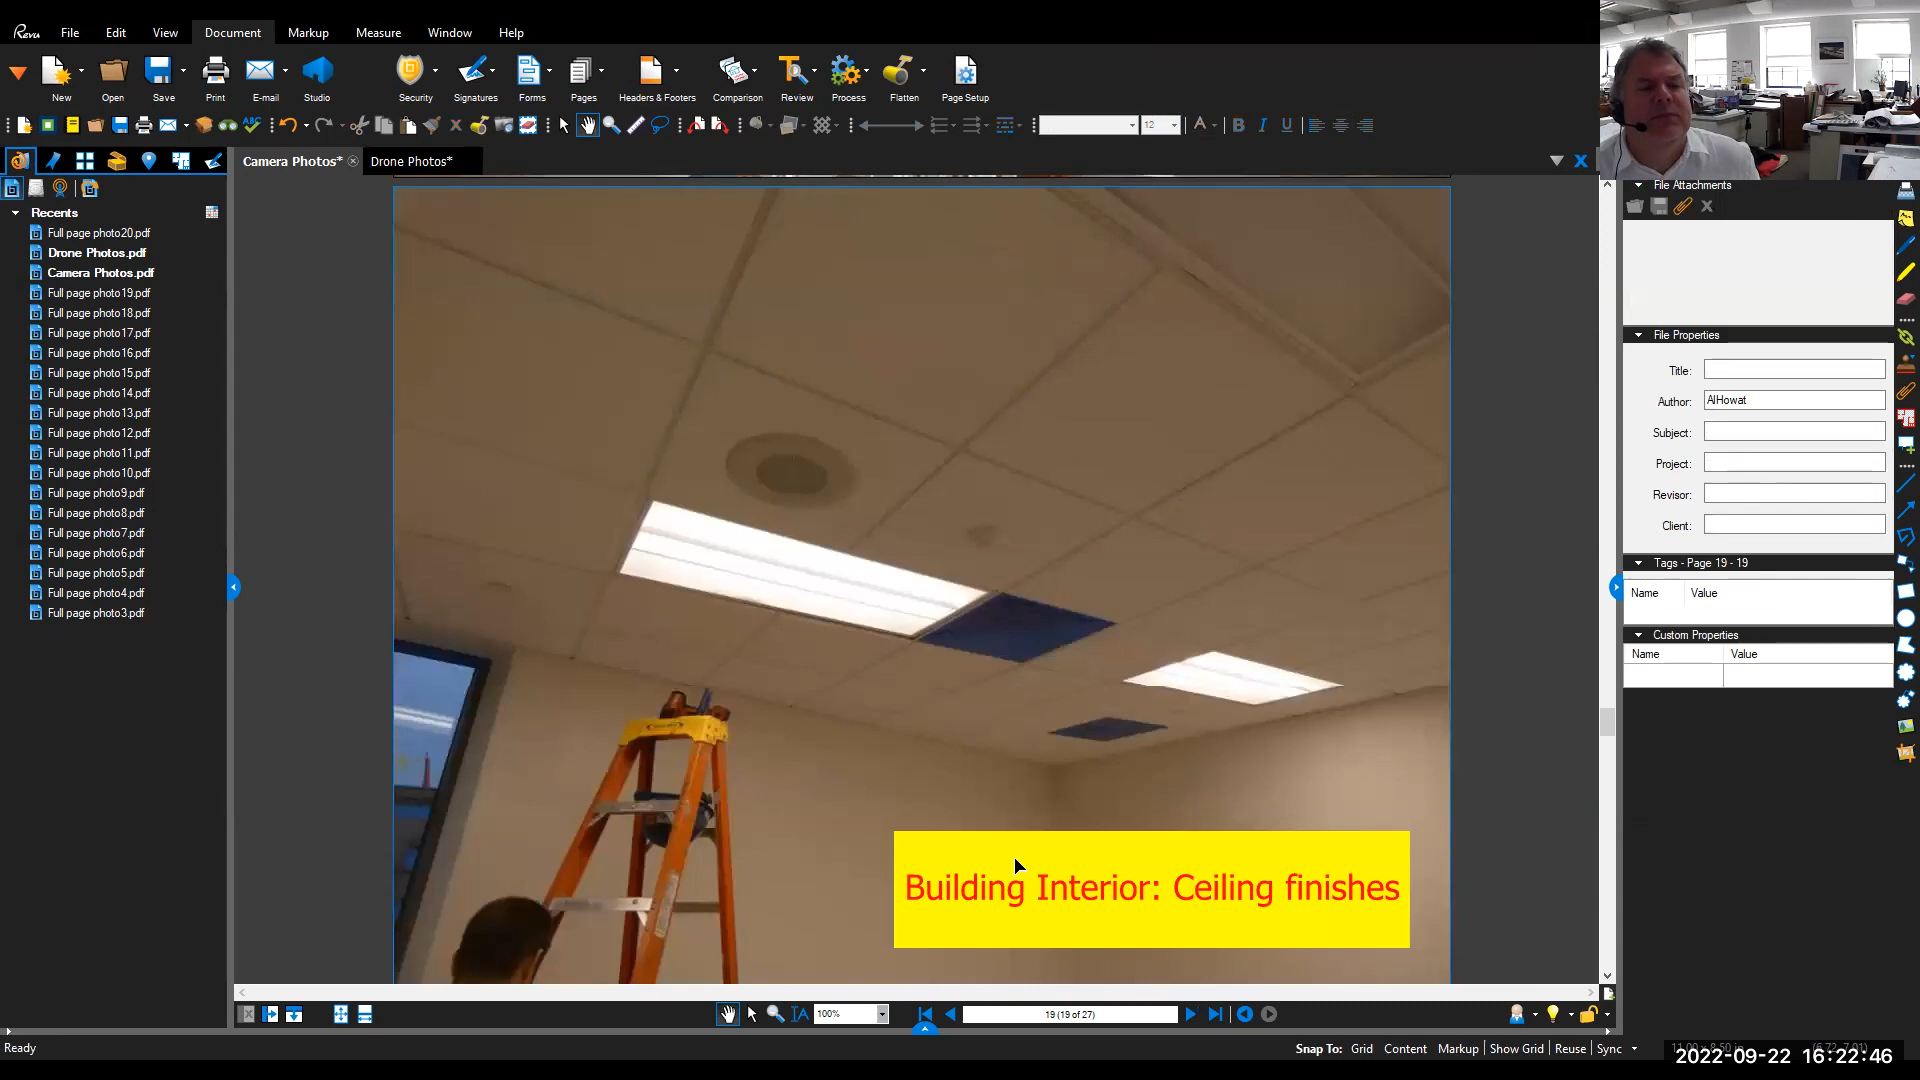 Revu File Edit View Document Markup Measure Window Help
New Open Save Print E-mail Studio Security Signatures Forms Pages Headers & Footers Comparison Review Process Flatten Page Setup
12 A B I U
Camera Photos* Drone Photos*
Recents
Full page photo20.pdf
Drone Photos.pdf
Camera Photos.pdf
Full page photo19.pdf
Full page photo18.pdf
Full page photo17.pdf
Full page photo16.pdf
Full page photo15.pdf
Full page photo14.pdf
Full page photo13.pdf
Full page photo12.pdf
Full page photo11.pdf
Full page photo10.pdf
Full page photo9.pdf
Full page photo8.pdf
Full page photo7.pdf
Full page photo6.pdf
Full page photo5.pdf
Full page photo4.pdf
Full page photo3.pdf
Building Interior: Ceiling finishes
File Attachments
File Properties
Title:
Author: AlHowat
Subject:
Project:
Revisor:
Client:
Tags - Page 19 - 19
Name Value
Custom Properties
Name Value
100% 19 (19 of 27)
Ready
Snap To: Grid Content Markup Show Grid Reuse Sync
2022-09-22 16:22:46